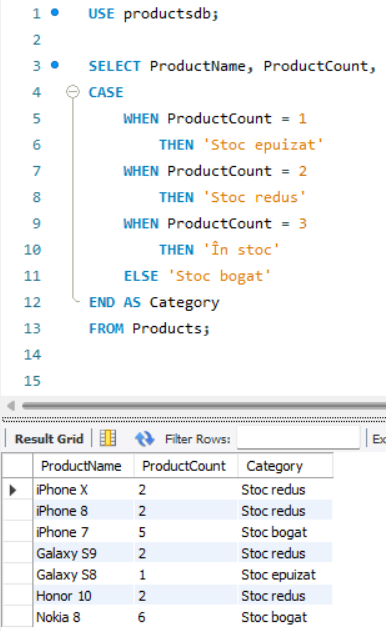 1 USE productsdb;
2
3 SELECT ProductName, ProductCount,
4 CASE
5 WHEN ProductCount = 1
6 THEN 'Stoc epuizat'
7 WHEN ProductCount = 2
8 THEN 'Stoc redus'
9 WHEN ProductCount = 3
10 THEN 'În stoc'
11 ELSE 'Stoc bogat'
12 END AS Category
13 FROM Products;
14
15
Result Grid Filter Rows: Ex
ProductName ProductCount Category
iPhone X 2 Stoc redus
iPhone 8 2 Stoc redus
iPhone 7 5 Stoc bogat
Galaxy S9 2 Stoc redus
Galaxy S8 1 Stoc epuizat
Honor 10 2 Stoc redus
Nokia 8 6 Stoc bogat